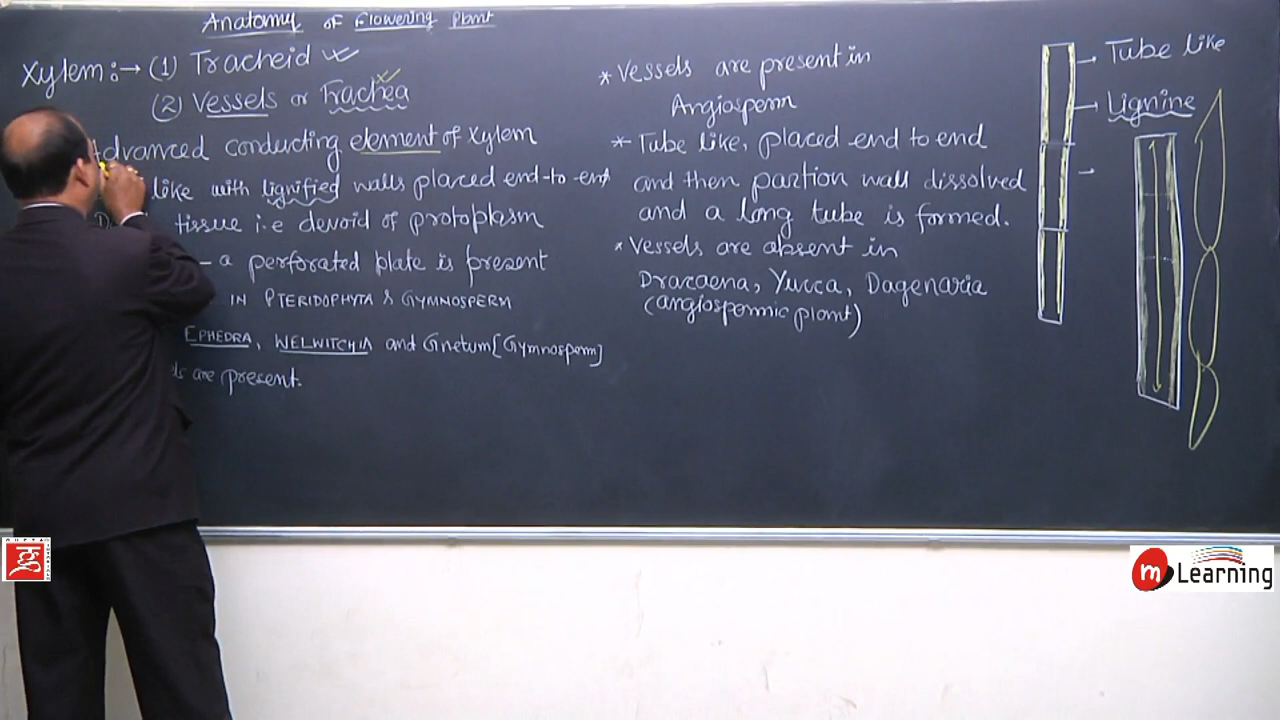 Anatomy of Flowering Plant
Xylem :→ (1) Tracheid
(2) Vessels or Trachea
Advanced conducting element of Xylem
like with lignified walls placed end-to-end
tissue i.e devoid of protoplasm
- a perforated plate is present
IN PTERIDOPHYTA & GYMNOSPERM
EPHEDRA, WELWITCHIA and Gnetum [Gymnosperm]
are present.
* Vessels are present in
Angiosperm
* Tube like, placed end to end
and then partion wall dissolved
and a long tube is formed.
* Vessels are absent in
Drazaena, Yucca, Dagenaria
(angiospermic plant)
→ Tube like
→ Lignine
m Learning